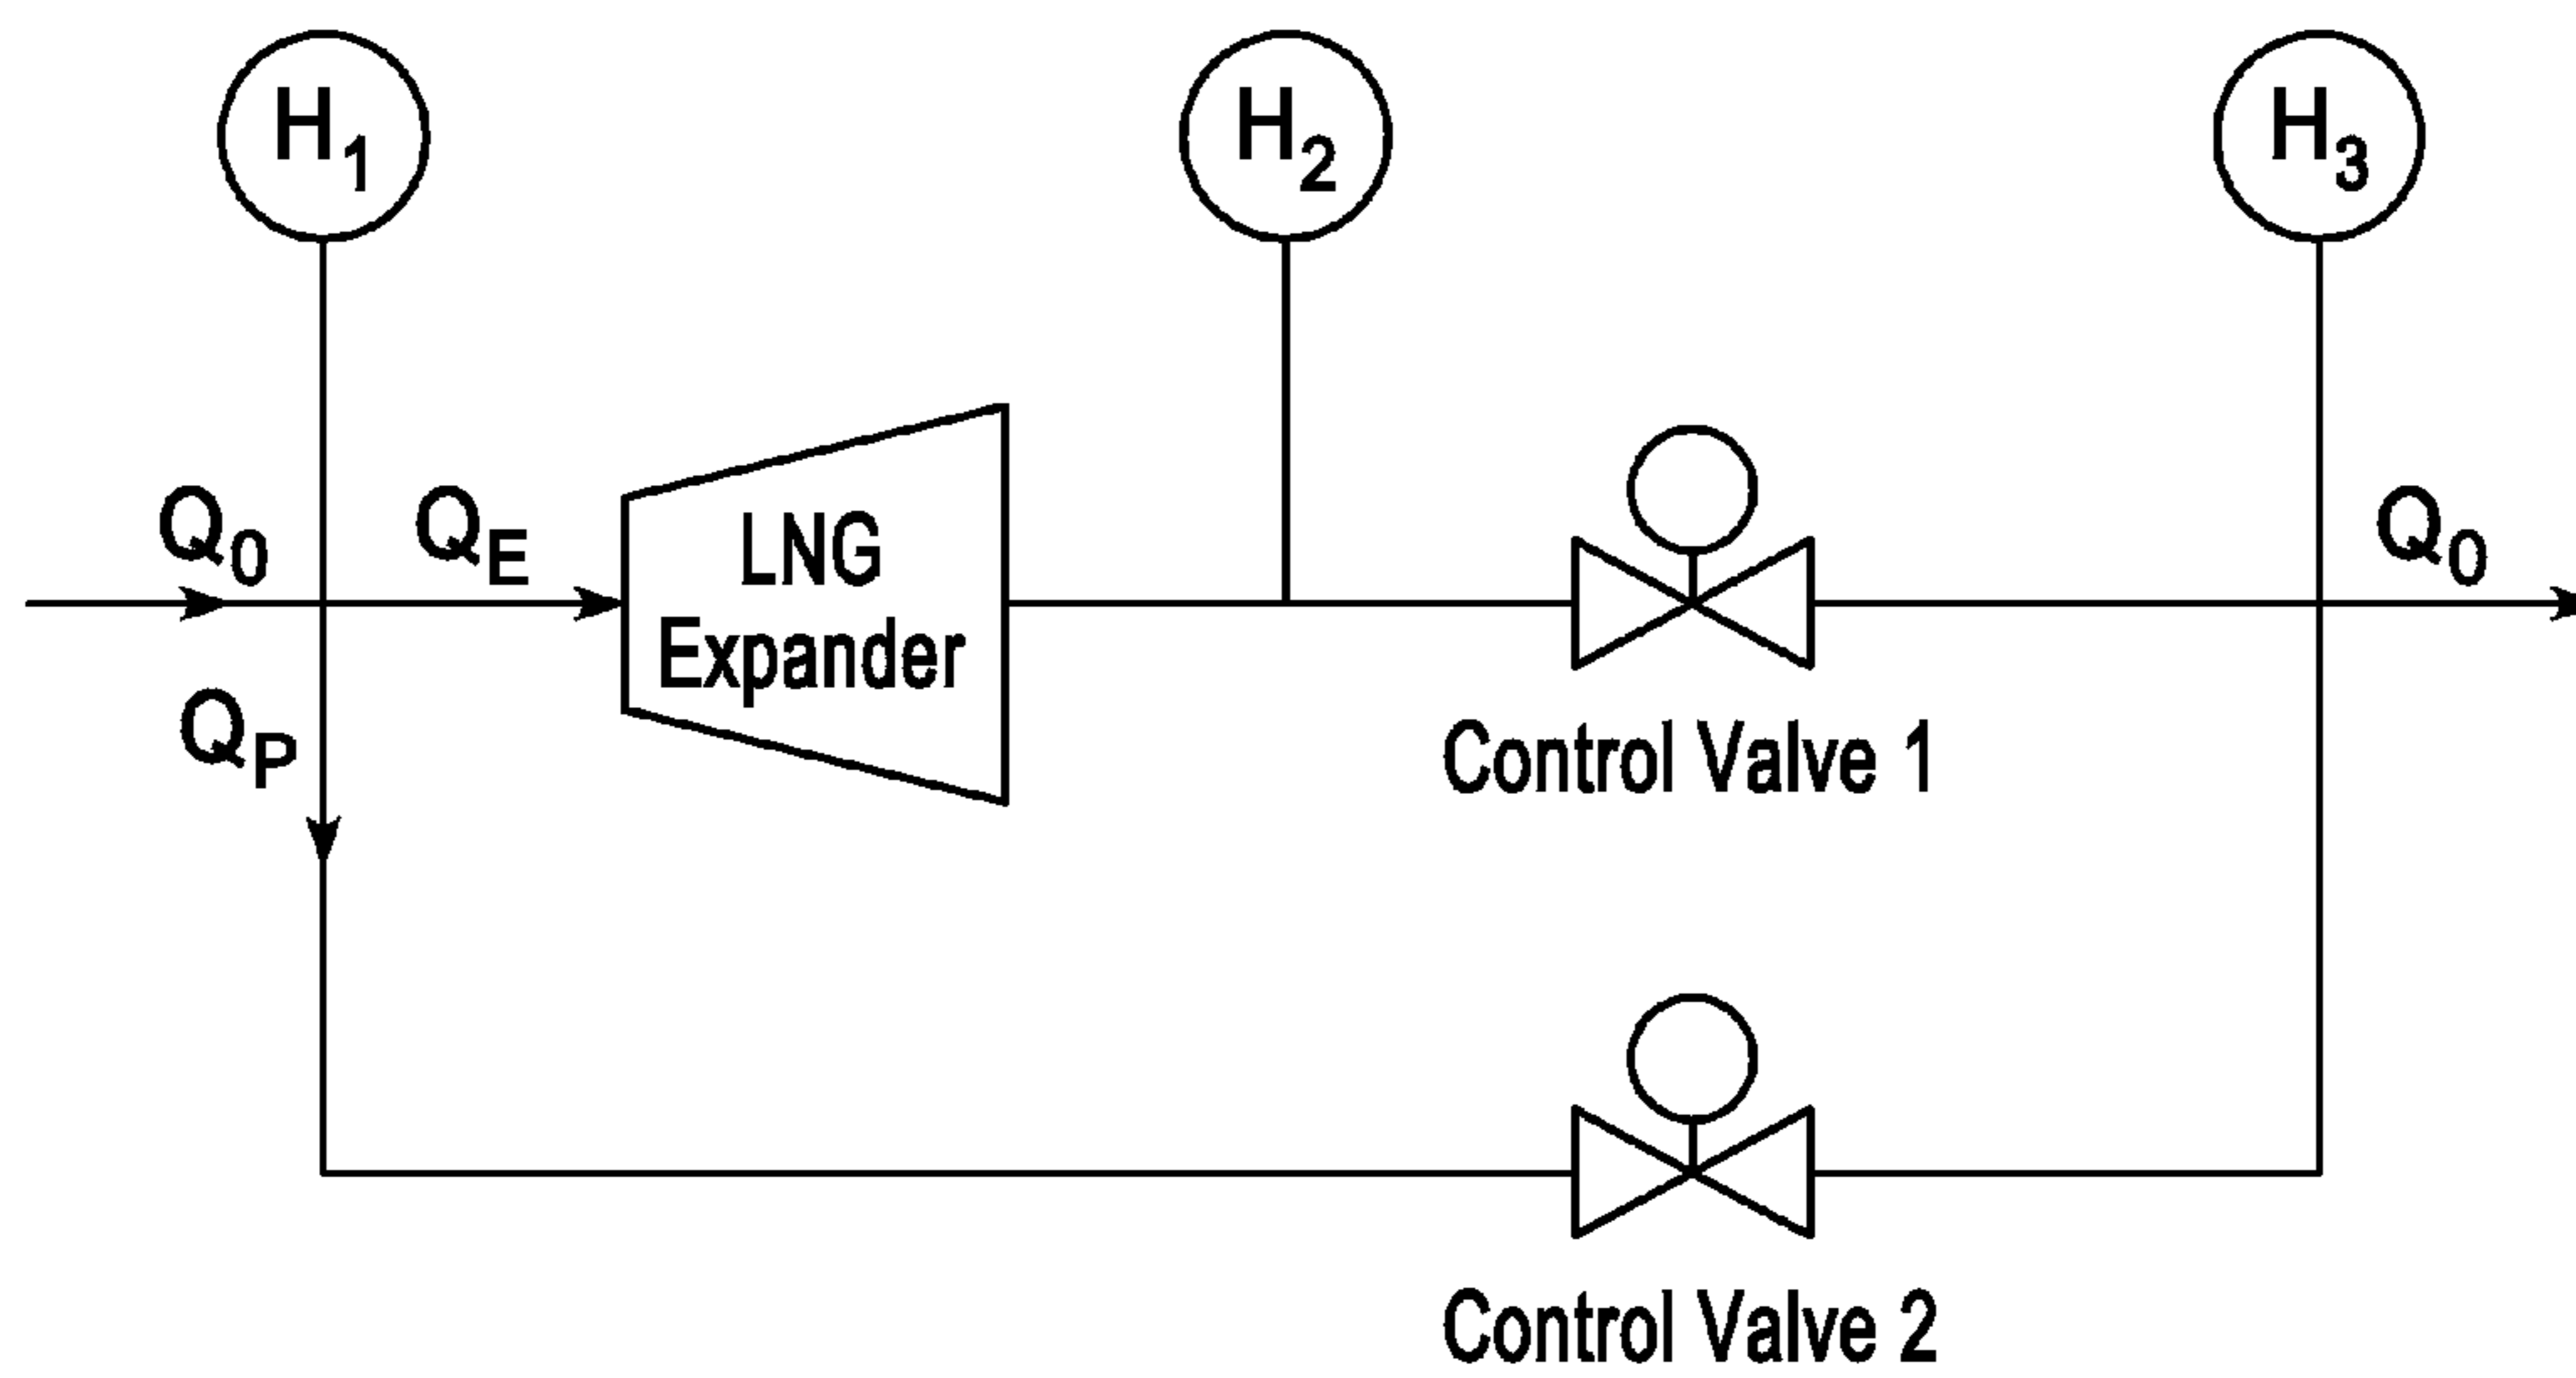 H1
H2
H3
Q0
QE
LNG
Expander
Q0
QP
Control Valve 1
Control Valve 2